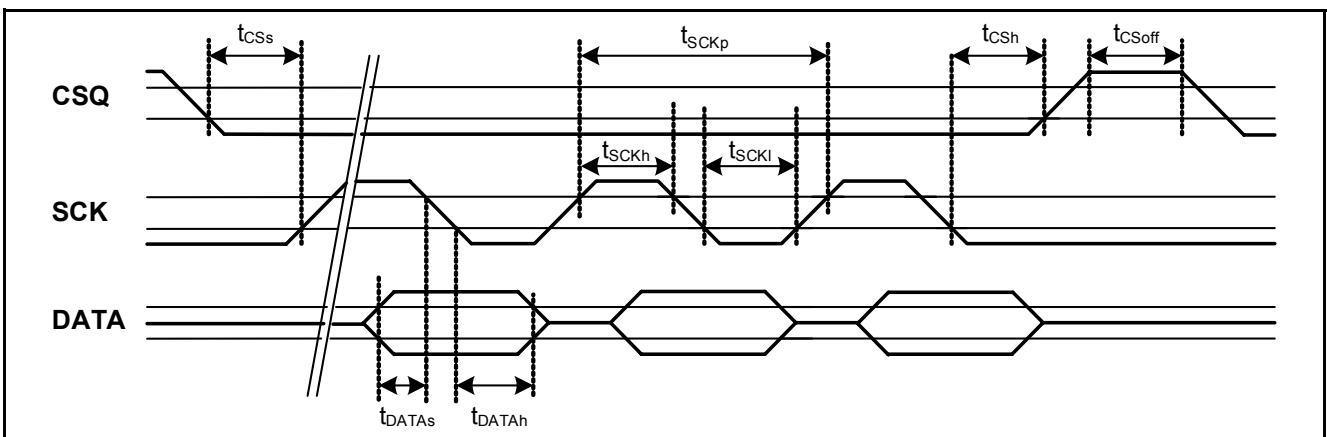 tCSs
tSCKp
tCSh
tCSoff
CSQ
tSCKh
tSCKl
SCK
DATA
tDATAs
tDATAh